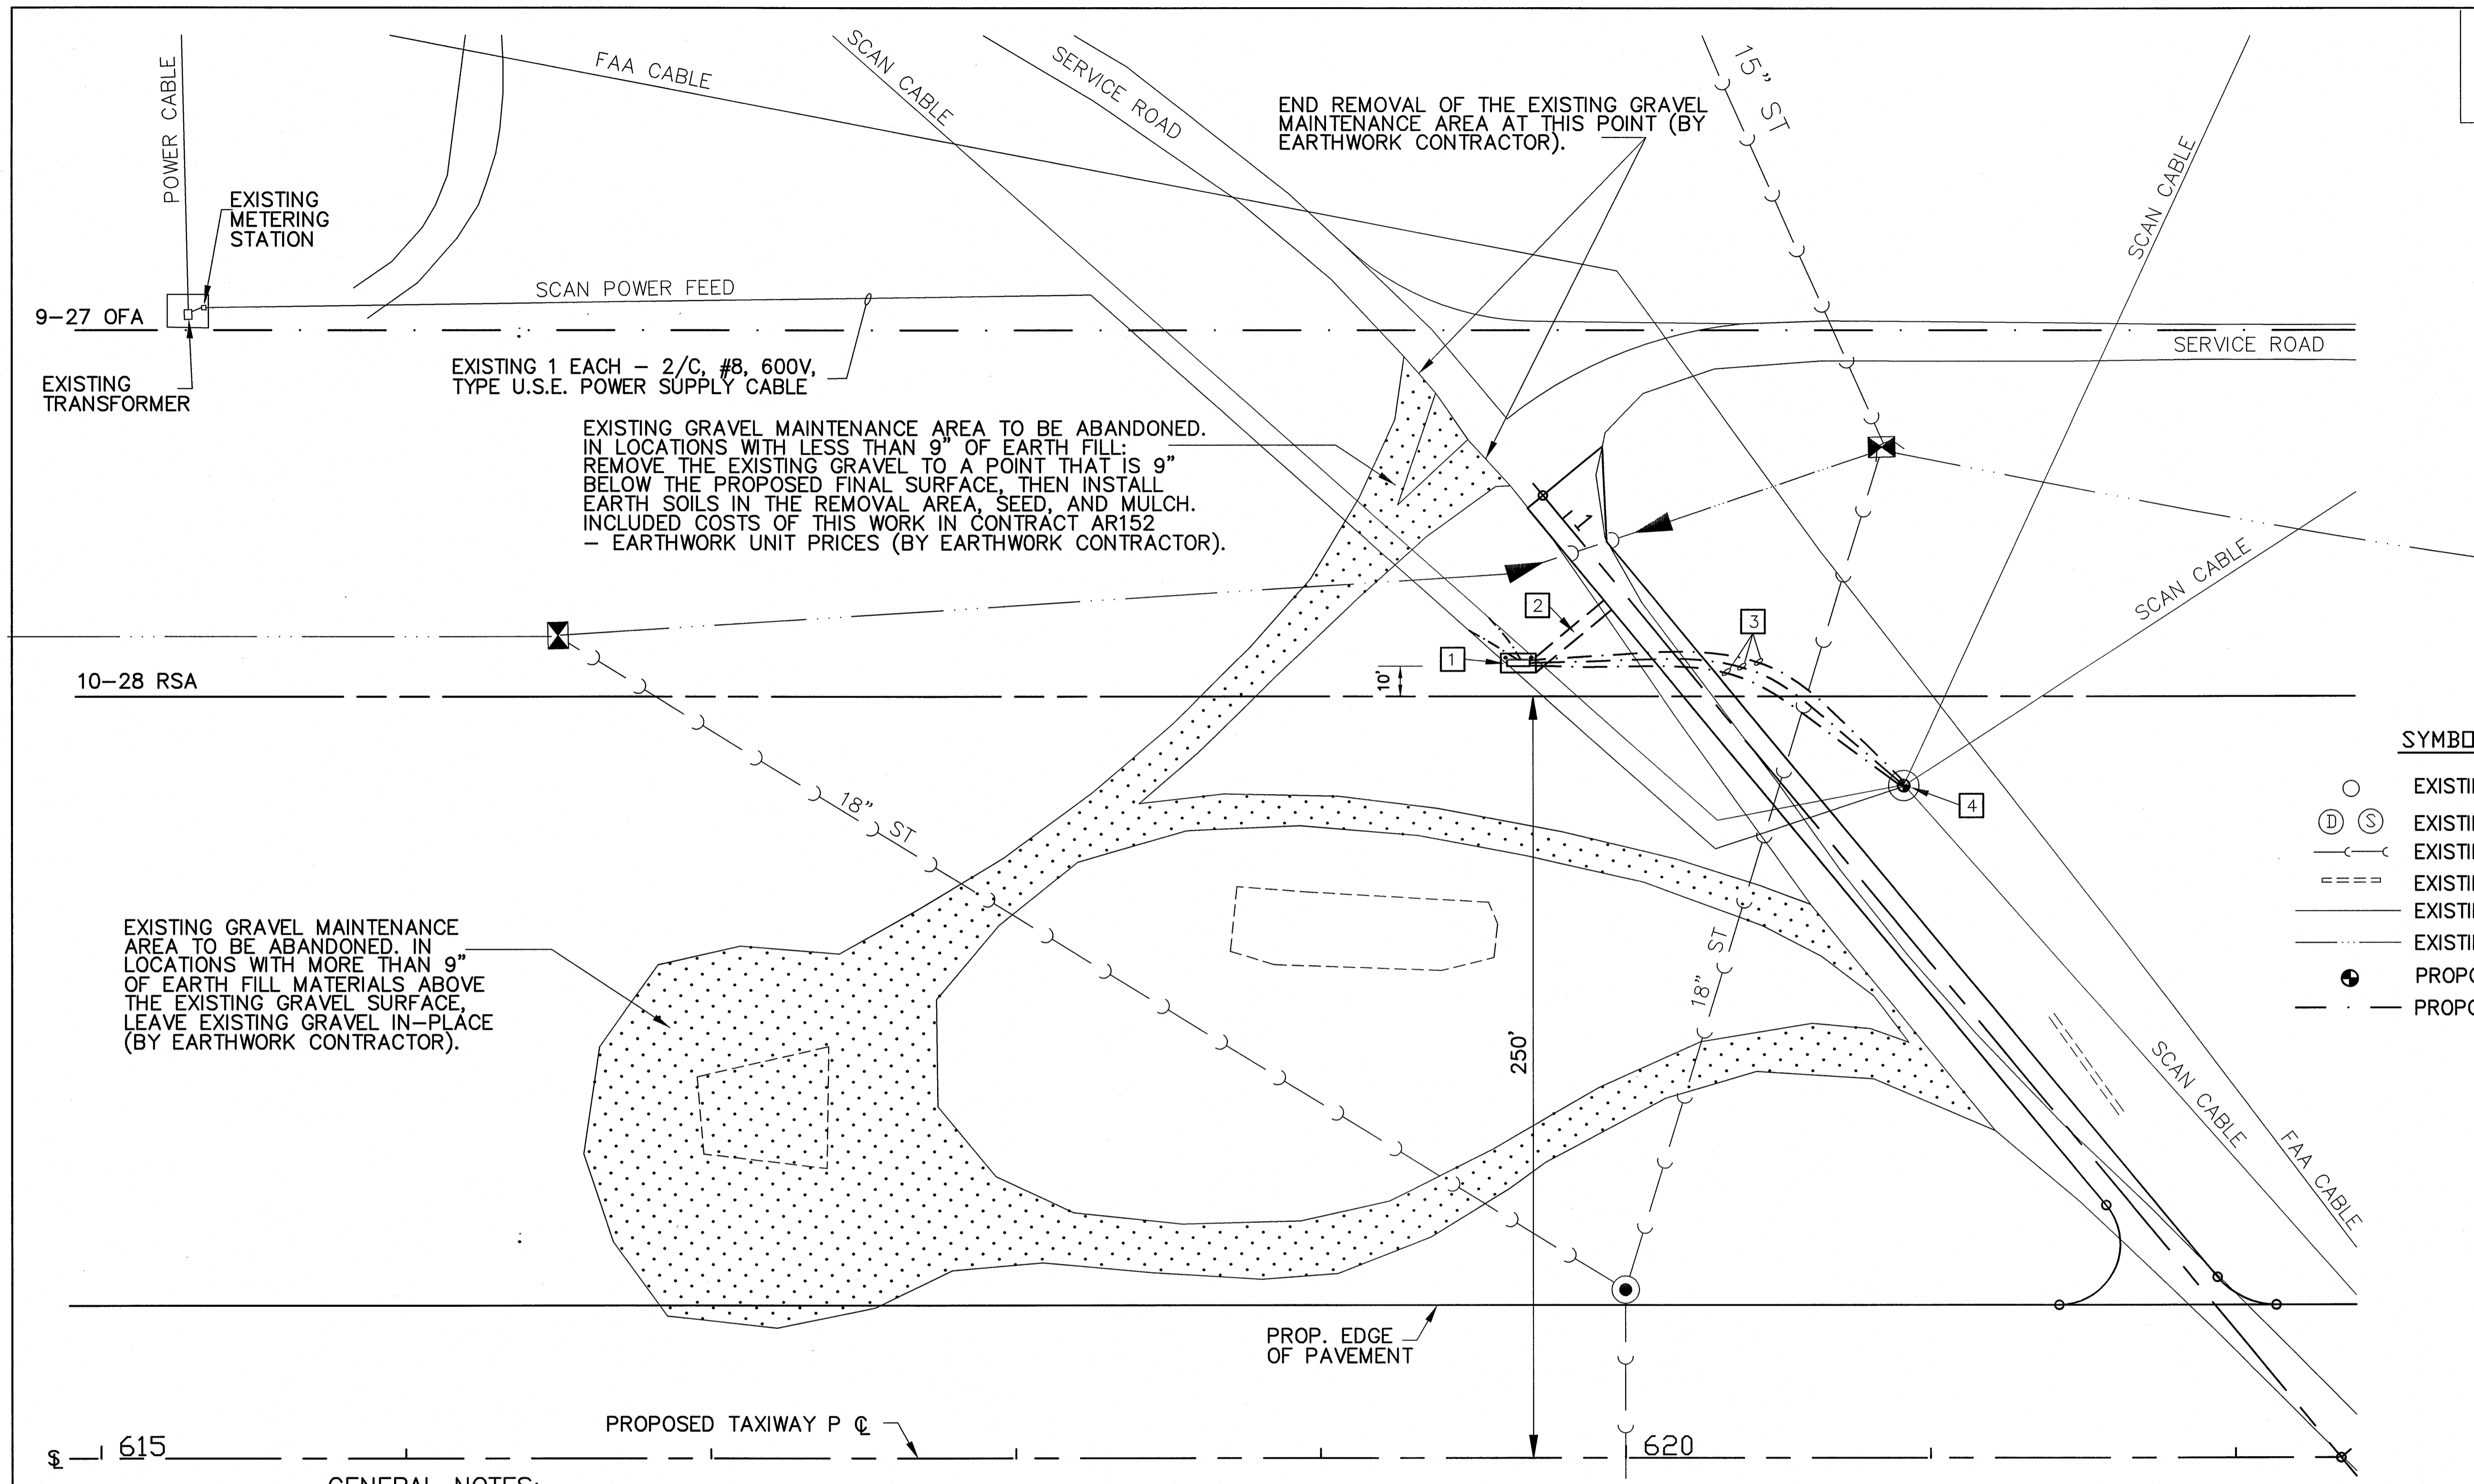 POWER CABLE
FAA CABLE
SCAN CABLE
SERVICE ROAD
END REMOVAL OF THE EXISTING GRAVEL
MAINTENANCE AREA AT THIS POINT (BY
EARTHWORK CONTRACTOR).
15" ST
SCAN CABLE
EXISTING
METERING
STATION
SCAN POWER FEED
9-27 OFA
SERVICE ROAD
EXISTING
TRANSFORMER
EXISTING 1 EACH - 2/C, #8, 600V,
TYPE U.S.E. POWER SUPPLY CABLE
EXISTING GRAVEL MAINTENANCE AREA TO BE ABANDONED.
IN LOCATIONS WITH LESS THAN 9" OF EARTH FILL:
REMOVE THE EXISTING GRAVEL TO A POINT THAT IS 9"
BELOW THE PROPOSED FINAL SURFACE, THEN INSTALL
EARTH SOILS IN THE REMOVAL AREA, SEED, AND MULCH.
INCLUDED COSTS OF THIS WORK IN CONTRACT AR152
- EARTHWORK UNIT PRICES (BY EARTHWORK CONTRACTOR).
SCAN CABLE
2
3
1
10'
10-28 RSA
4
18" ST
SYMBO
EXISTI
D S EXISTI
EXISTI
EXISTI
EXISTI
EXISTI
PROPO
PROPO
EXISTING GRAVEL MAINTENANCE
AREA TO BE ABANDONED. IN
LOCATIONS WITH MORE THAN 9"
OF EARTH FILL MATERIALS ABOVE
THE EXISTING GRAVEL SURFACE,
LEAVE EXISTING GRAVEL IN-PLACE
(BY EARTHWORK CONTRACTOR).
18" ST
250'
SCAN CABLE
FAA CABLE
PROP. EDGE
OF PAVEMENT
PROPOSED TAXIWAY P ℄
℄ 615
620
GENERAL NOTES: